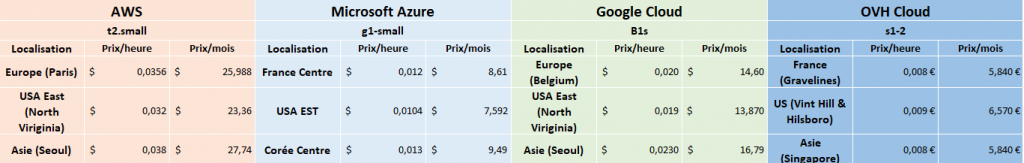 AWS Microsoft Azure Google Cloud OVH Cloud
t2.small g1-small B1s s1-2
Localisation Prix/heure Prix/mois Localisation Prix/heure Prix/mois Localisation Prix/heure Prix/mois Localisation Prix/heure Prix/mois
Europe (Paris) $ 0,0356 $ 25,988 France Centre $ 0,012 $ 8,61 Europe (Belgium) $ 0,020 $ 14,60 France (Gravelines) 0,008 € 5,840 €
USA East (North Viriginia) $ 0,032 $ 23,36 USA EST $ 0,0104 $ 7,592 USA East (North Viriginia) $ 0,019 $ 13,870 US (Vint Hill & Hilsboro) 0,009 € 6,570 €
Asie (Seoul) $ 0,038 $ 27,74 Corée Centre $ 0,013 $ 9,49 Asie (Seoul) $ 0,0230 $ 16,79 Asie (Singapore) 0,008 € 5,840 €